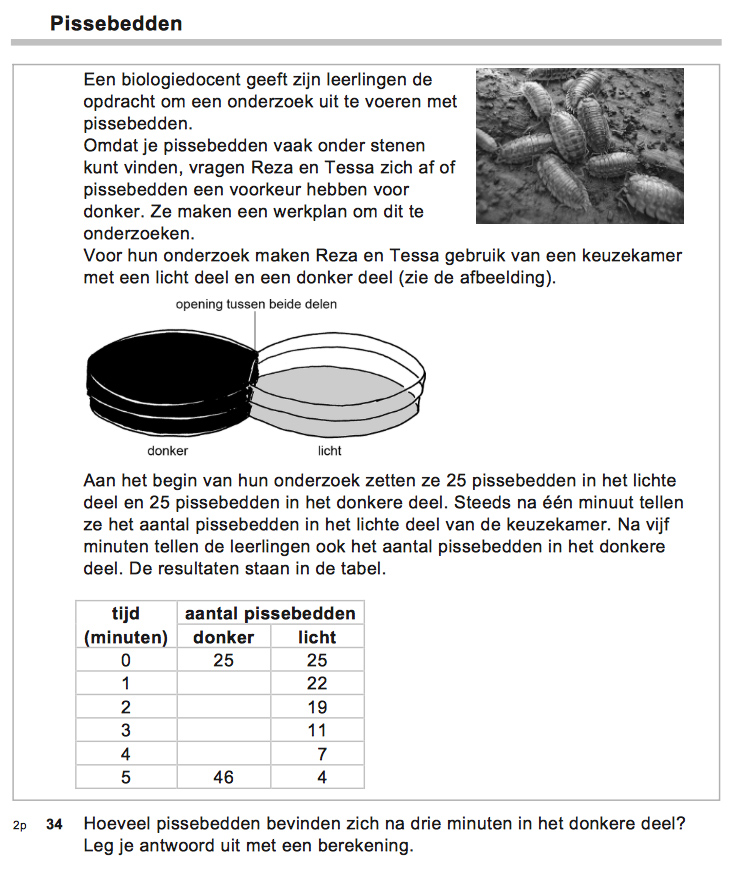 Pissebedden
Een biologiedocent geeft zijn leerlingen de
opdracht om een onderzoek uit te voeren met
pissebedden.
Omdat je pissebedden vaak onder stenen
kunt vinden, vragen Reza en Tessa zich af of
pissebedden een voorkeur hebben voor
donker. Ze maken een werkplan om dit te
onderzoeken.
Voor hun onderzoek maken Reza en Tessa gebruik van een keuzekamer
met een licht deel en een donker deel (zie de afbeelding).
opening tussen beide delen
donker licht
Aan het begin van hun onderzoek zetten ze 25 pissebedden in het lichte
deel en 25 pissebedden in het donkere deel. Steeds na één minuut tellen
ze het aantal pissebedden in het lichte deel van de keuzekamer. Na vijf
minuten tellen de leerlingen ook het aantal pissebedden in het donkere
deel. De resultaten staan in de tabel.
tijd aantal pissebedden
(minuten) donker licht
0 25 25
1 22
2 19
3 11
4 7
5 46 4
2p 34 Hoeveel pissebedden bevinden zich na drie minuten in het donkere deel?
Leg je antwoord uit met een berekening.